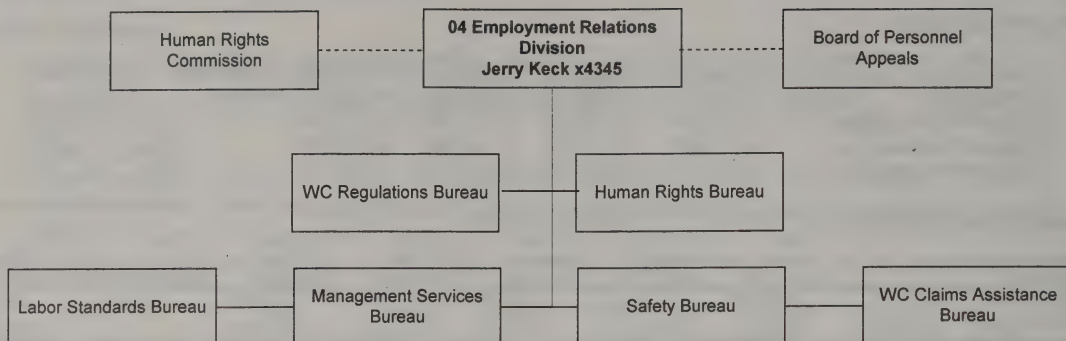 Human Rights
Commission
04 Employment Relations
Division
Jerry Keck x4345
Board of Personnel
Appeals
WC Regulations Bureau
Human Rights Bureau
Labor Standards Bureau
Management Services
Bureau
Safety Bureau
WC Claims Assistance
Bureau